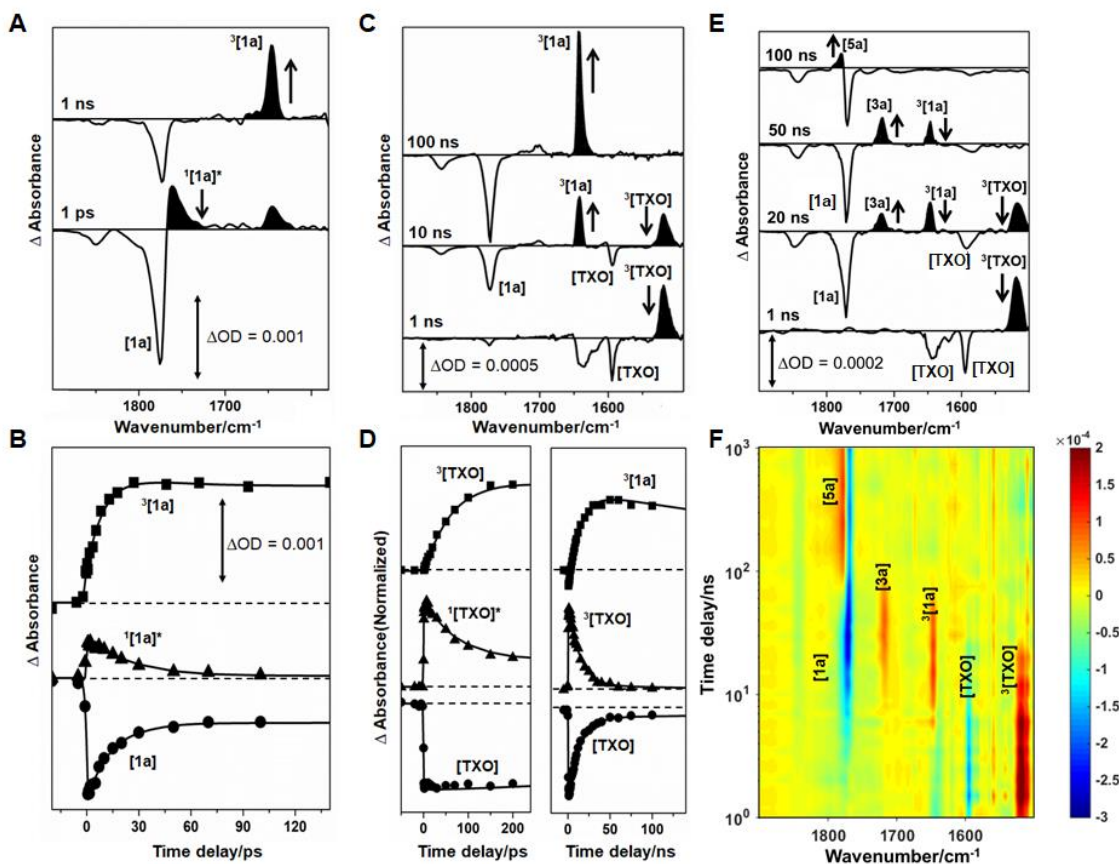 A
³[1a]
1 ns
¹[1a]*
1 ps
[1a]
ΔOD = 0.001
Δ Absorbance
1800 1700
Wavenumber/cm⁻¹
B
³[1a]
ΔOD = 0.001
¹[1a]*
[1a]
Δ Absorbance
0 30 60 90 120
Time delay/ps
C
³[1a]
100 ns
³[1a]
³[TXO]
10 ns
[1a]
[TXO]
³[TXO]
1 ns
ΔOD = 0.0005
[TXO]
Δ Absorbance
1800 1700 1600
Wavenumber/cm⁻¹
D
³[TXO]
¹[TXO]*
[TXO]
Δ Absorbance(Normalized)
0 100 200
Time delay/ps
³[1a]
³[TXO]
[TXO]
0 50 100
Time delay/ns
E
100 ns
[5a]
[3a]
³[1a]
50 ns
[1a]
[3a]
³[1a]
³[TXO]
20 ns
[1a]
[TXO]
³[TXO]
1 ns
ΔOD = 0.0002
[TXO]
[TXO]
Δ Absorbance
1800 1700 1600
Wavenumber/cm⁻¹
F
[5a]
[1a]
[3a]
³[1a]
[TXO]
³[TXO]
10³
10²
10¹
10⁰
Time delay/ns
1800 1700 1600
Wavenumber/cm⁻¹
×10⁻⁴
2
1.5
1
0.5
0
-0.5
-1
-1.5
-2
-2.5
-3